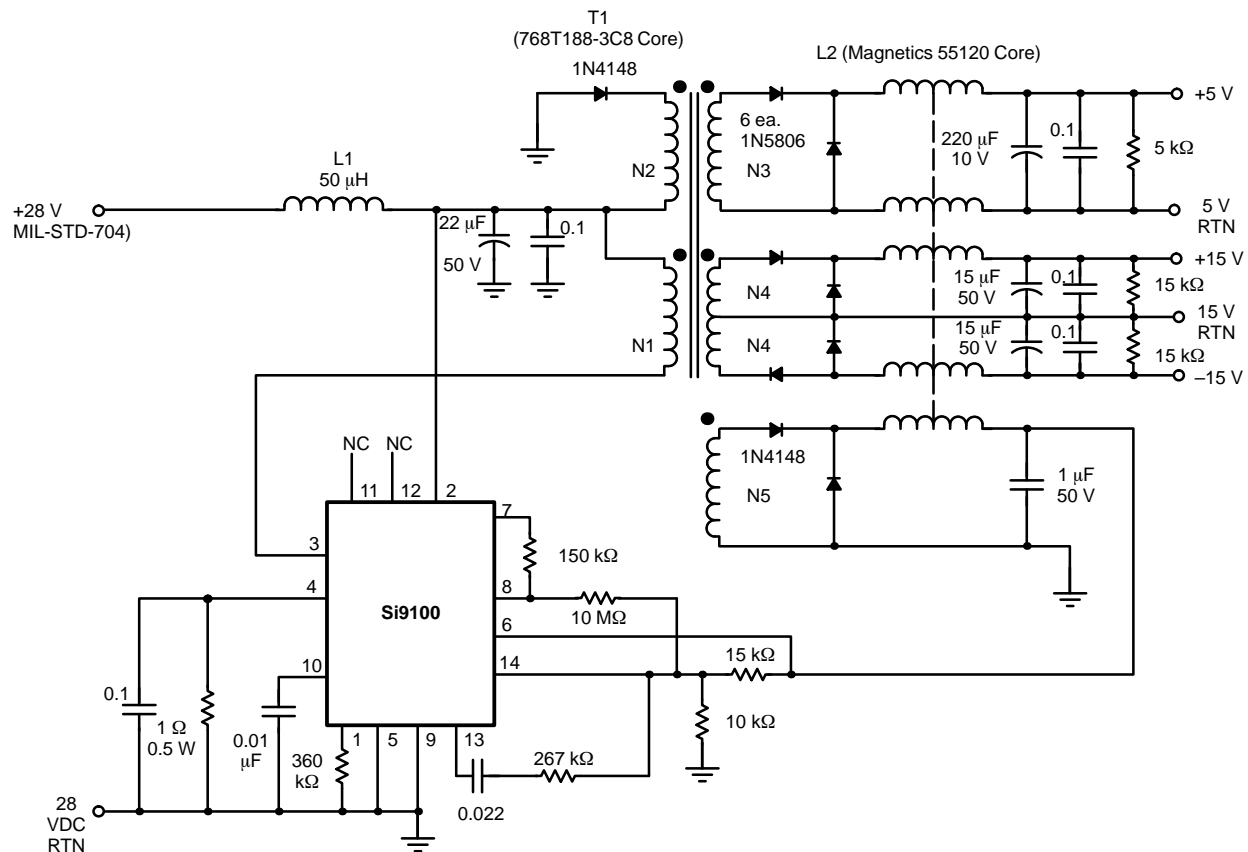 T1
(768T188-3C8 Core)
1N4148
L2 (Magnetics 55120 Core)
+5 V
6 ea.
1N5806
220 μF
10 V
0.1
5 kΩ
N2
N3
L1
50 μH
+28 V
MIL-STD-704)
22 μF
50 V
0.1
5 V
RTN
+15 V
N4
15 μF
50 V
0.1
15 kΩ
15 V
RTN
N1
N4
15 μF
50 V
0.1
15 kΩ
–15 V
NC
NC
1N4148
N5
1 μF
50 V
11
12
2
7
3
150 kΩ
4
8
Si9100
10 MΩ
6
15 kΩ
10
14
0.1
1 Ω
0.5 W
0.01
μF
10 kΩ
1
5
9
13
360
kΩ
267 kΩ
0.022
28
VDC
RTN